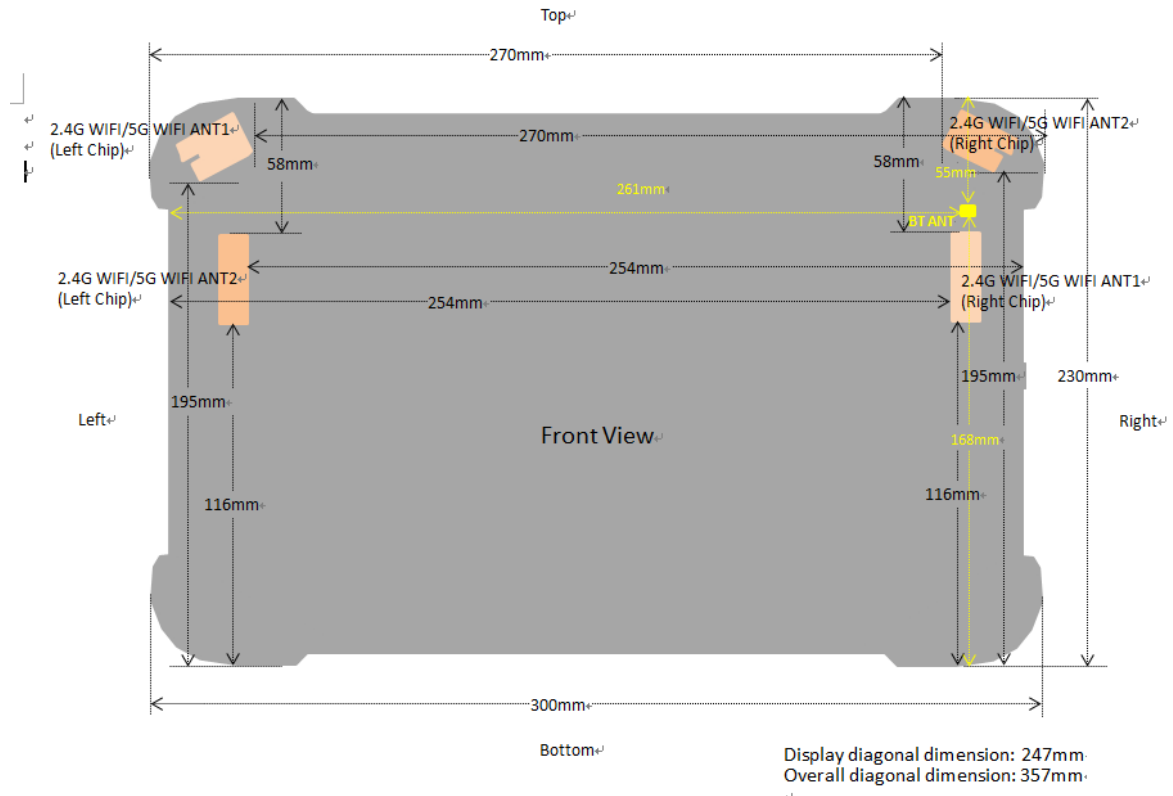 Top
270mm
2.4G WIFI/5G WIFI ANT1
(Left Chip)
58mm
270mm
58mm
2.4G WIFI/5G WIFI ANT2
(Right Chip)
55mm
261mm
BT ANT
2.4G WIFI/5G WIFI ANT2
(Left Chip)
254mm
254mm
2.4G WIFI/5G WIFI ANT1
(Right Chip)
195mm
230mm
195mm
Left
Front View
168mm
Right
116mm
116mm
300mm
Bottom
Display diagonal dimension: 247mm
Overall diagonal dimension: 357mm